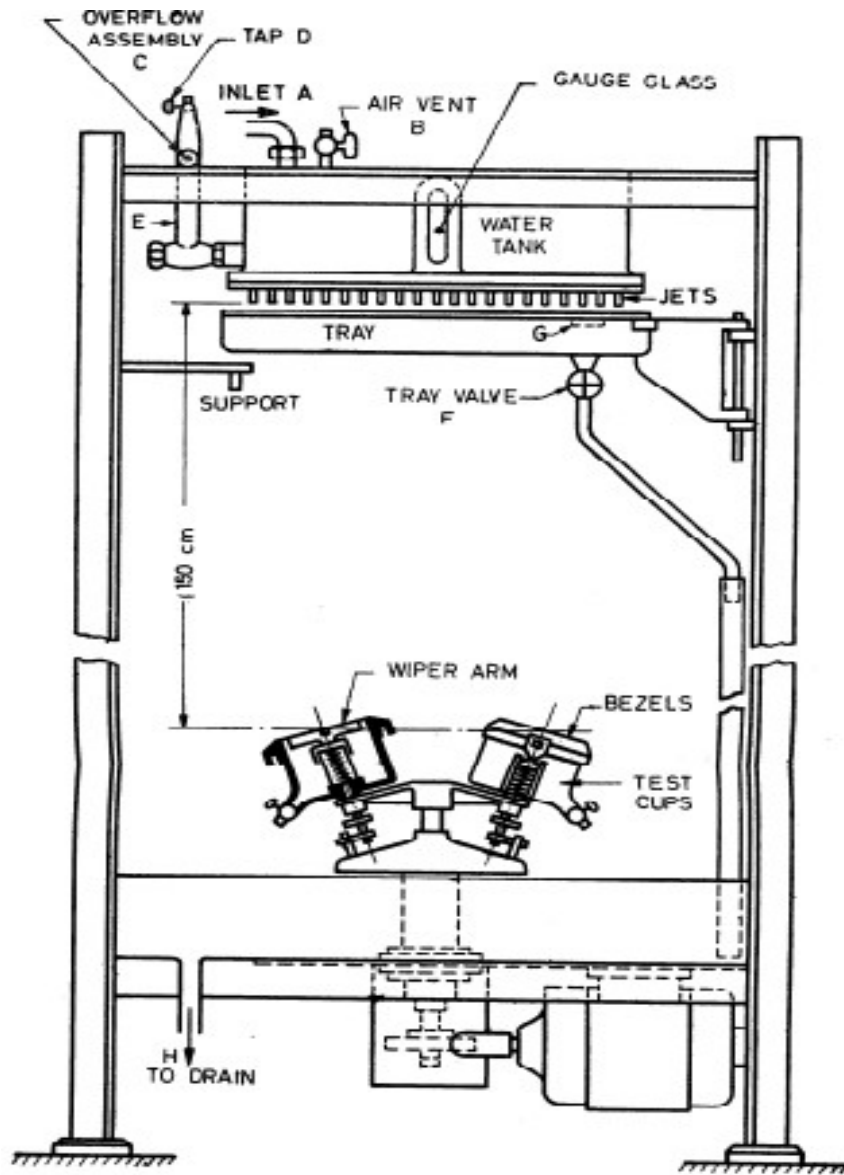 OVERFLOW
ASSEMBLY
C
TAP D
INLET A
AIR VENT
B
GAUGE GLASS
E
WATER
TANK
JETS
TRAY
G
SUPPORT
TRAY VALVE
F
150 cm
WIPER ARM
BEZELS
TEST
CUPS
H
TO DRAIN